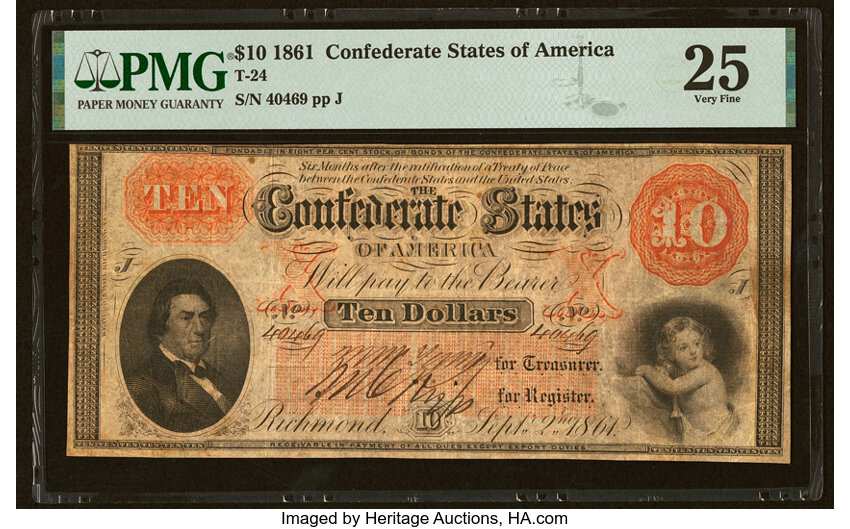 PMG
PAPER MONEY GUARANTY
®$10 1861 Confederate States of America
T-24
S/N 40469 pp J
25
Very Fine
FUNDABLE IN EIGHT PER CENT STOCK OR BONDS OF THE CONFEDERATE STATES OF AMERICA
Six Months after the ratification of a Treaty of Peace
between the Confederate States and the United States.
TEN
THE
Confederate States
10
OF AMERICA
J
Will pay to the Bearer
J
No. Ten Dollars No.
40469 40469
for Treasurer.
for Register.
Richmond, Sept. 2nd 1861.
10
RECEIVABLE IN PAYMENT OF ALL DUES EXCEPT EXPORT DUTIES
Imaged by Heritage Auctions, HA.com